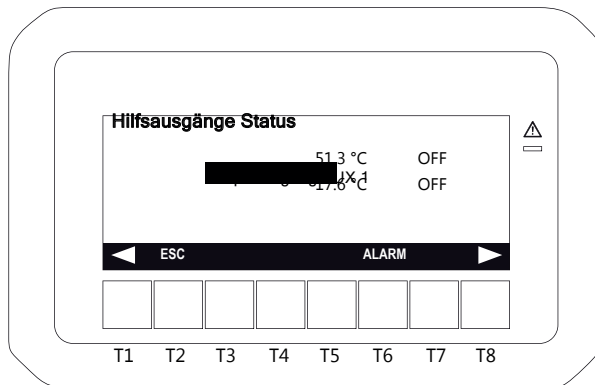 Hilfsausgänge Status
51.3 °C OFF
17.6 °C OFF
ESC ALARM
T1 T2 T3 T4 T5 T6 T7 T8